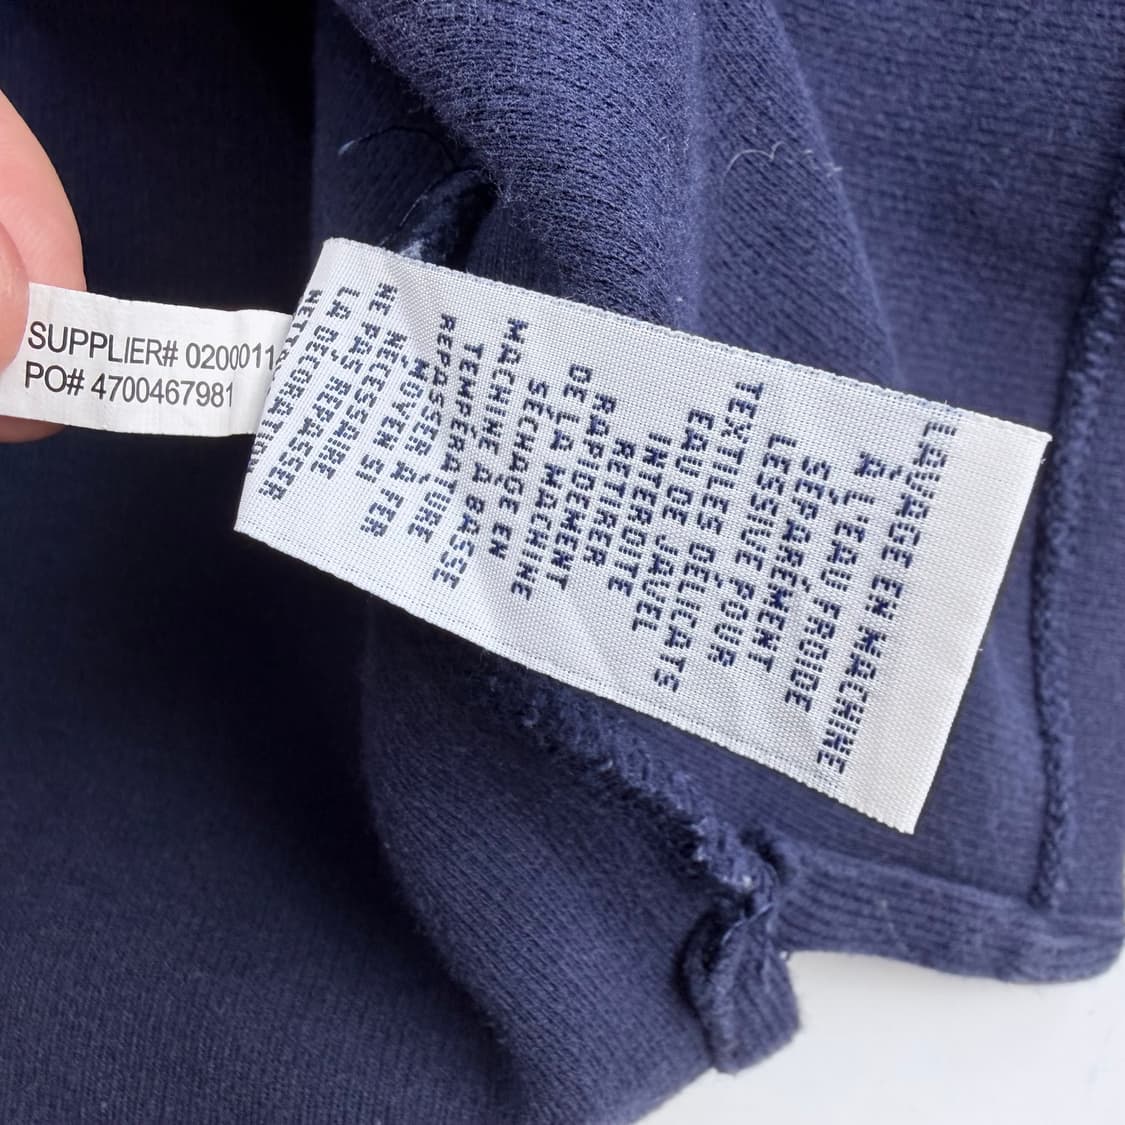 SUPPLIER# 0200011
PO# 4700467981
LAVAGE EN MACHINE
À L'EAU FROIDE
SÉPARÉMENT
LESSIVE POUR
TEXTILES DÉLICATS
EAU DE JAVEL
INTERDITE
RETIRER
RAPIDEMENT
DE LA MACHINE
SÉCHAGE EN
MACHINE À BASSE
TEMPÉRATURE
REPASSER À FER
MOYEN SI
NÉCESSAIRE
NE PAS REPASSER
LA DÉCORATION